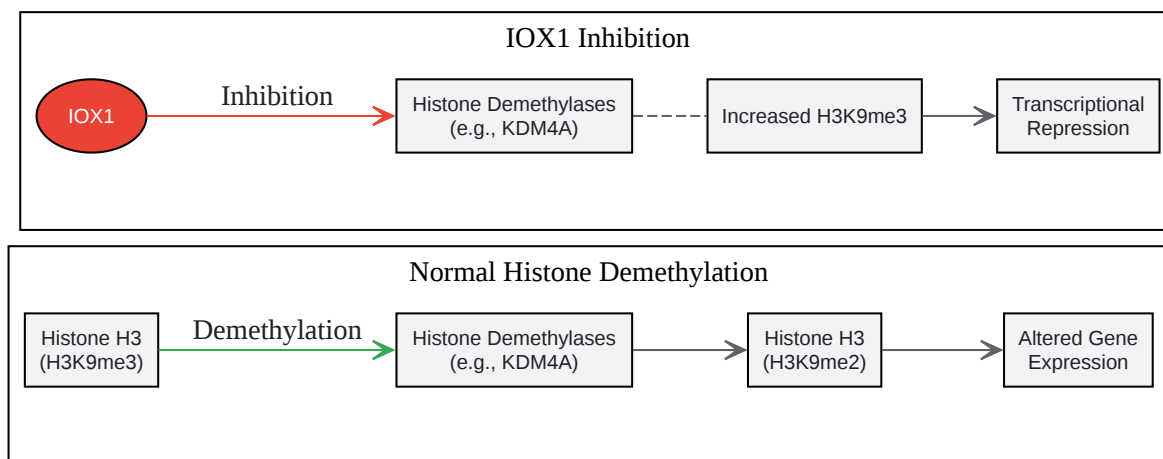 IOX1 Inhibition
IOX1
Inhibition
Histone Demethylases
(e.g., KDM4A)
Increased H3K9me3
Transcriptional
Repression
Normal Histone Demethylation
Histone H3
(H3K9me3)
Demethylation
Histone Demethylases
(e.g., KDM4A)
Histone H3
(H3K9me2)
Altered Gene
Expression